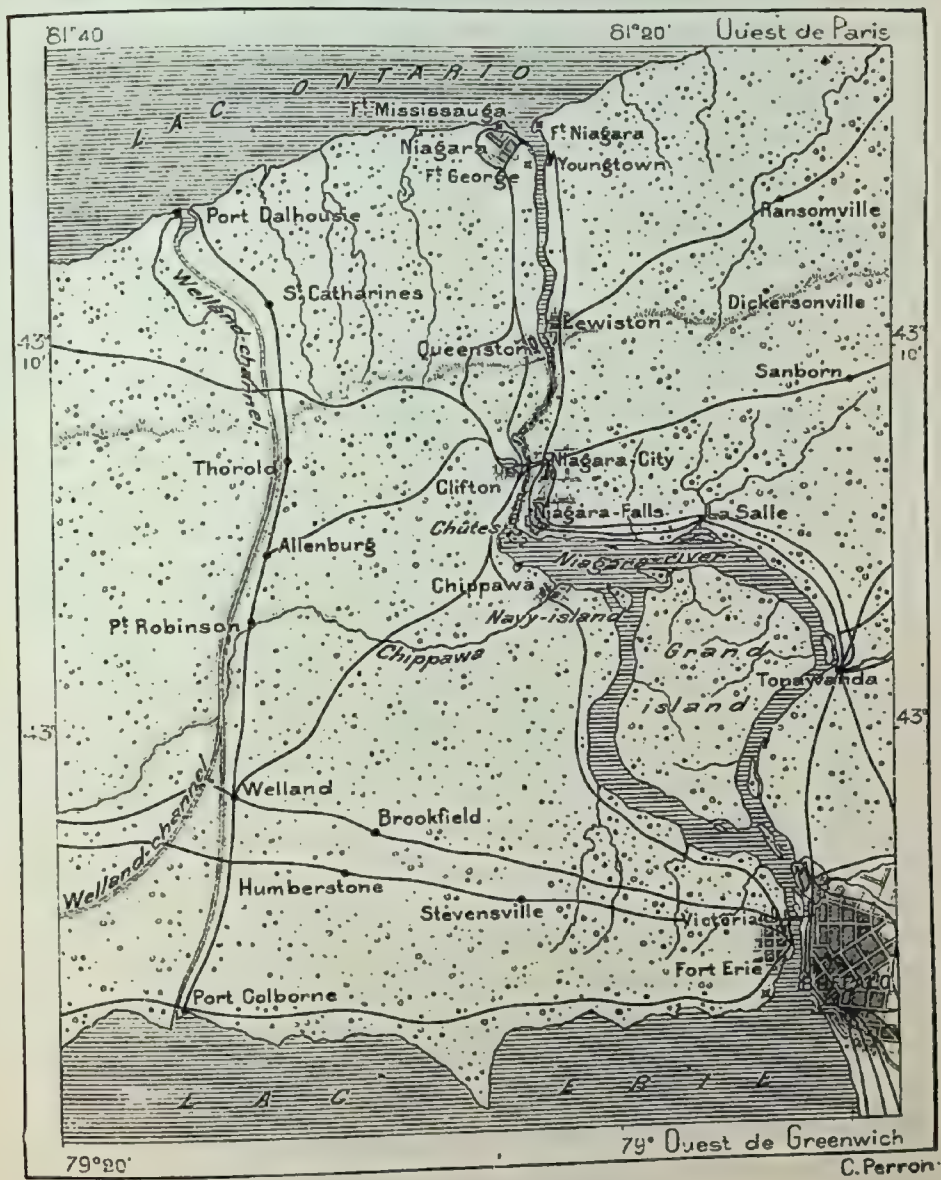 81°40'
81°20' Ouest de Paris
LAC ONTARIO
Ft Mississauga
Niagara
Ft Niagara
Ft George
Youngtown
Port Dalhousie
Ransomville
Welland-channel
St Catharines
Dickersonville
Lewiston
43° 10'
Queenston
43° 10'
Sanborn
Thorold
Niagara-City
Clifton
Niagara-Falls
La Salle
Chûtes
Allenburg
Niagara-river
Chippawa
Navy-island
Pt Robinson
Chippawa
Grand island
Tonawanda
43°
43°
Welland
Brookfield
Welland-channel
Humberstone
Stevensville
Victoria
Fort Erie
BUFFALO
Port Colborne
LAC ERIE
79° Ouest de Greenwich
79°20'
C. Perron